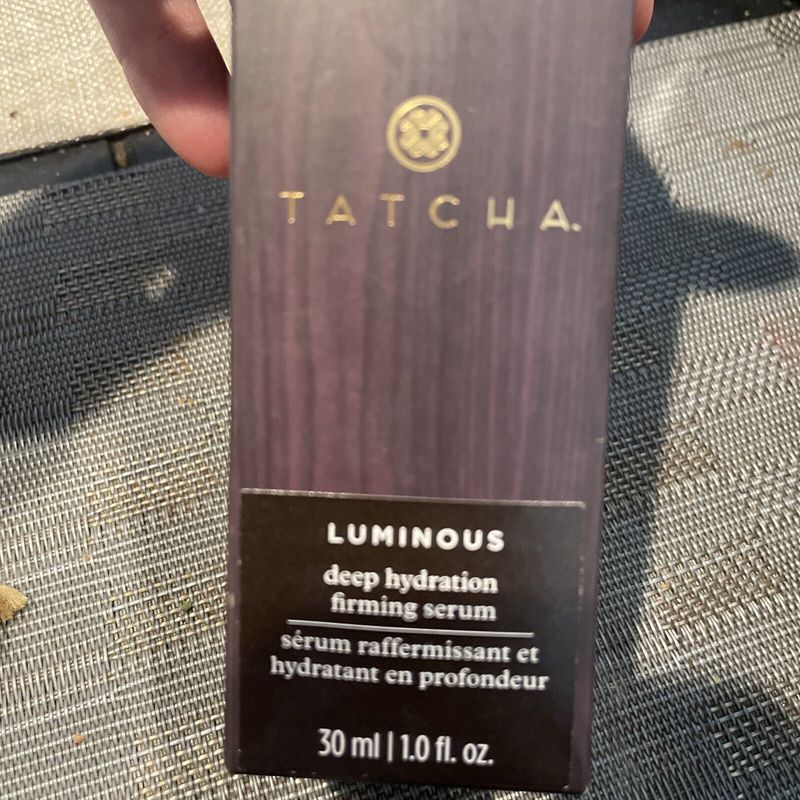 TATCHA.
LUMINOUS
deep hydration
firming serum
sérum raffermissant et
hydratant en profondeur
30 ml | 1.0 fl. oz.